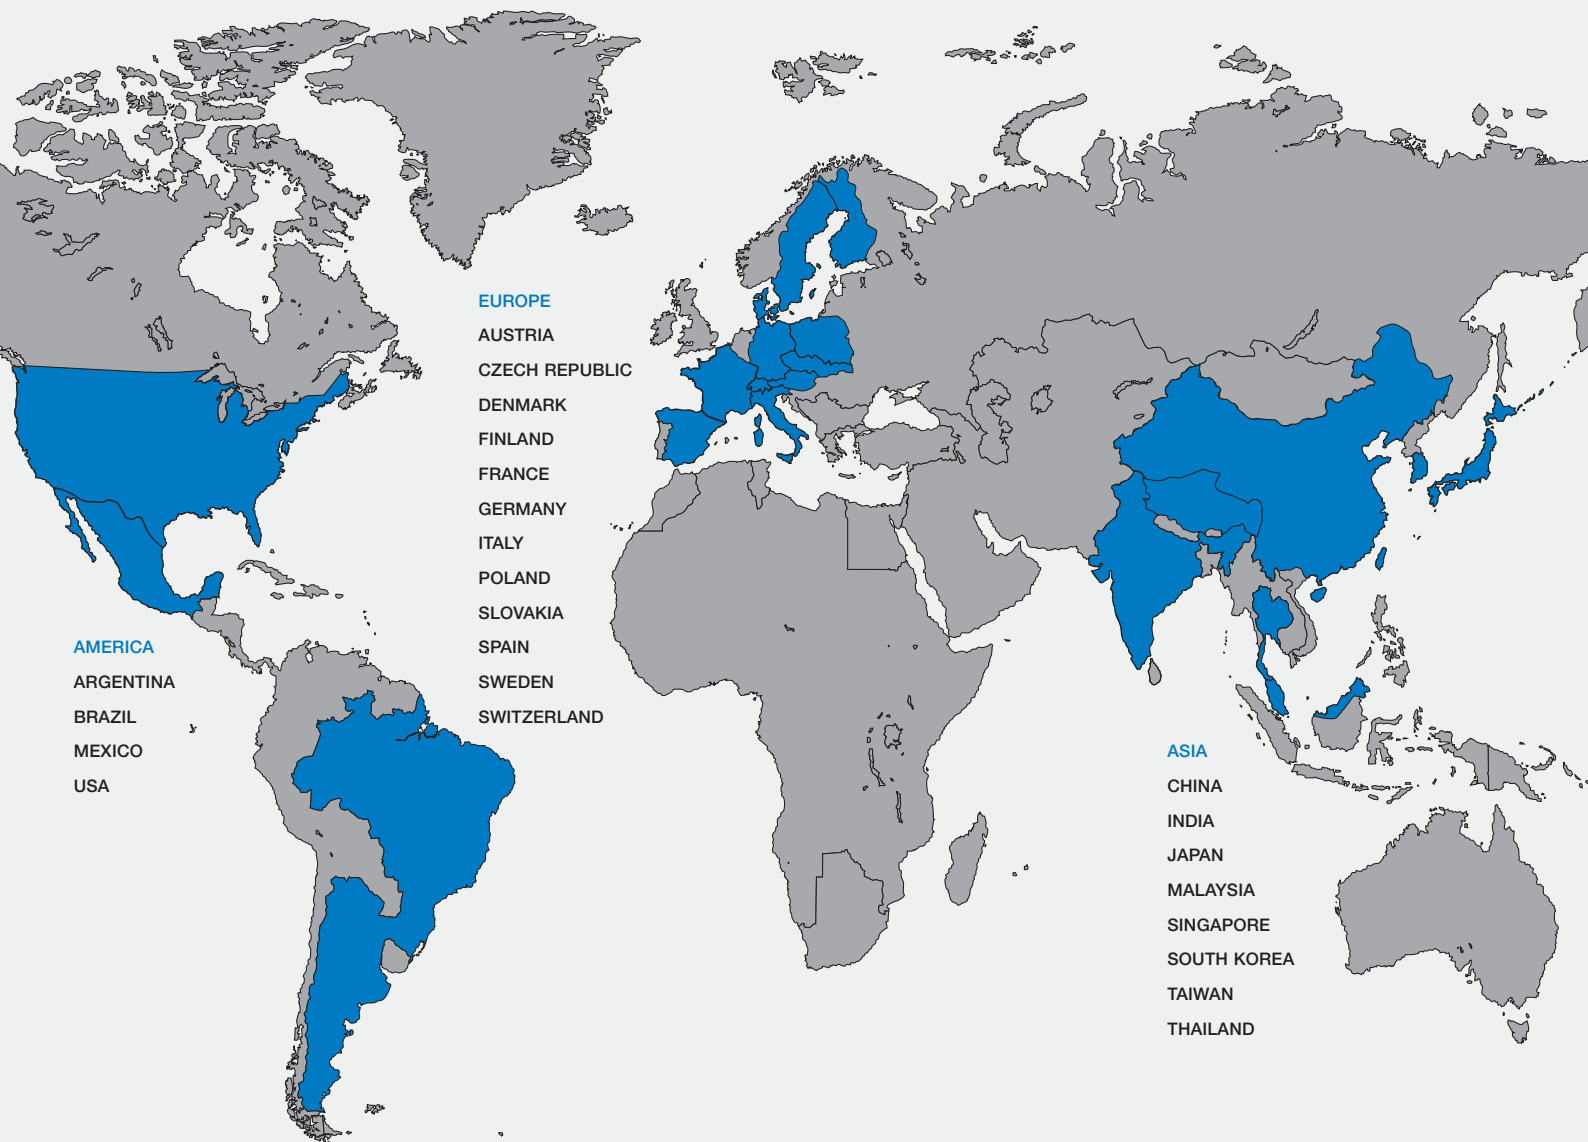 EUROPE
AUSTRIA
CZECH REPUBLIC
DENMARK
FINLAND
FRANCE
GERMANY
ITALY
POLAND
SLOVAKIA
SPAIN
SWEDEN
SWITZERLAND
AMERICA
ARGENTINA
BRAZIL
MEXICO
USA
ASIA
CHINA
INDIA
JAPAN
MALAYSIA
SINGAPORE
SOUTH KOREA
TAIWAN
THAILAND